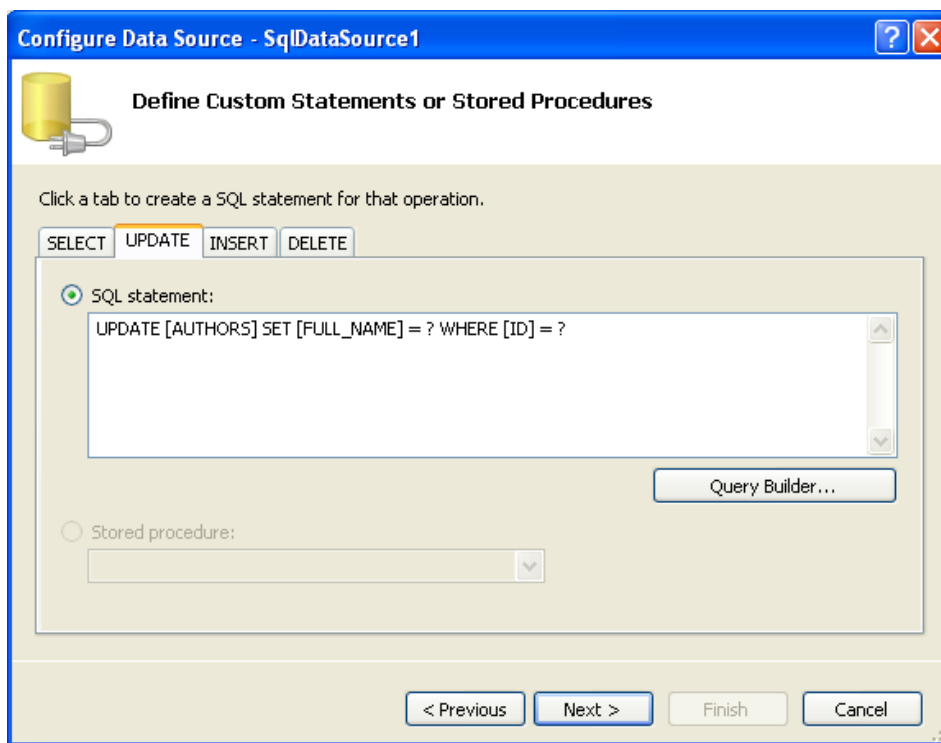 Configure Data Source - SqlDataSource1
Define Custom Statements or Stored Procedures
Click a tab to create a SQL statement for that operation.
SELECT UPDATE INSERT DELETE
SQL statement:
UPDATE [AUTHORS] SET [FULL_NAME] = ? WHERE [ID] = ?
Query Builder...
Stored procedure:
< Previous Next > Finish Cancel